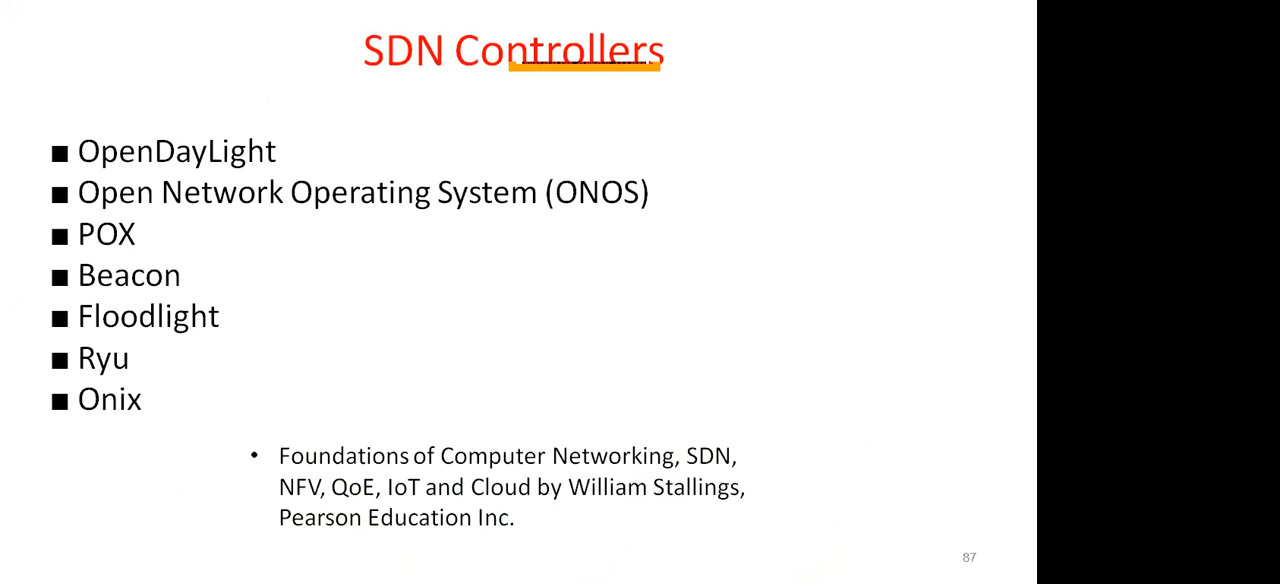 SDN Controllers
■ OpenDayLight
■ Open Network Operating System (ONOS)
■ POX
■ Beacon
■ Floodlight
■ Ryu
■ Onix
• Foundations of Computer Networking, SDN,
NFV, QoE, IoT and Cloud by William Stallings,
Pearson Education Inc.
87